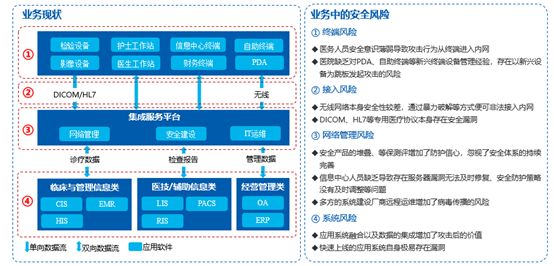 业务现状
①
检验设备
护士工作站
信息中心终端
自助终端
影像设备
医生工作站
财务终端
PDA
②
DICOM/HL7
无线
③
集成服务平台
网络管理
安全建设
IT运维
诊疗数据
检查报告
管理数据
④
临床与管理信息类
医技/辅助信息类
经营管理类
CIS
EMR
LIS
PACS
OA
HIS
RIS
ERP
单向数据流
双向数据流
应用软件
业务中的安全风险
① 终端风险
医务人员安全意识薄弱导致攻击行为从终端进入内网
医院缺乏对PDA、自助终端等新兴终端设备管理经验，存在以新兴设
备为跳板发起攻击的风险
② 接入风险
无线网络本身安全性较差，通过暴力破解等方式便可非法接入内网
DICOM、HL7等专用医疗协议本身存在安全漏洞
③ 网络管理风险
安全产品的堆叠、等保测评增加了防护信心，忽视了安全体系的持续
完善
信息中心人员缺乏导致存在服务器漏洞无法及时修复、安全防护策略
没有及时调整等问题
多方的系统建设厂商远程运维增加了病毒传播的风险
④ 系统风险
应用系统融合以及数据的集成增加了攻击后的价值
快速上线的应用系统自身极易存在漏洞